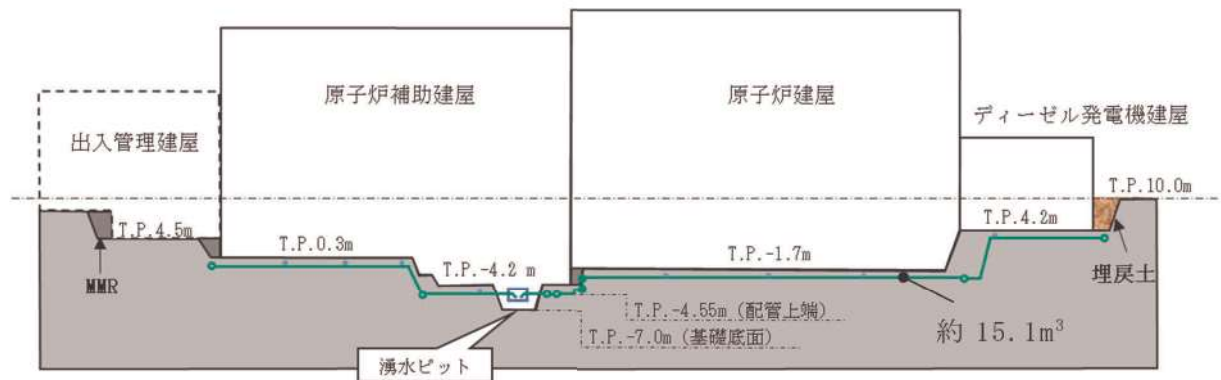 原子炉補助建屋
原子炉建屋
ディーゼル発電機建屋
出入管理建屋
T.P.10.0m
T.P.4.5m
T.P.4.2m
T.P.0.3m
T.P.-4.2 m
T.P.-1.7m
MMR
埋戻土
T.P.-4.55m (配管上端)
約 15.1m³
T.P.-7.0m (基礎底面)
湧水ピット